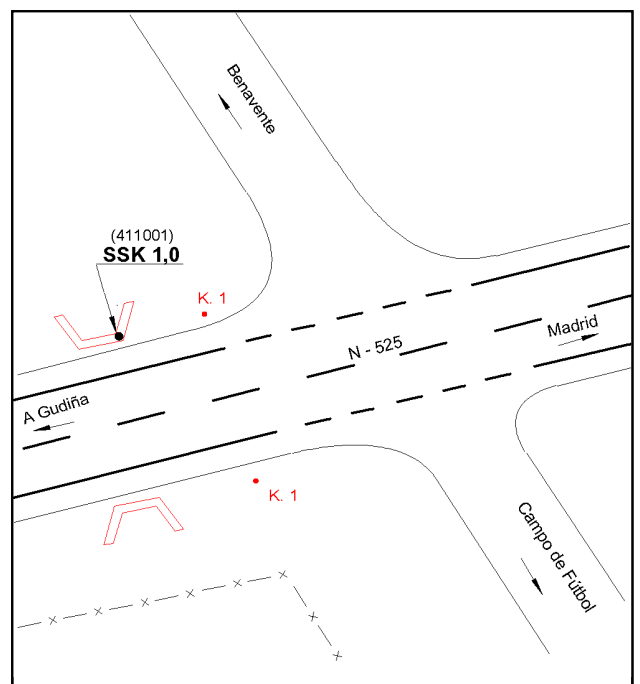 Benavente
(411001)
SSK 1,0
K. 1
N - 525
Madrid
A Gudiña
K. 1
Campo de Fútbol